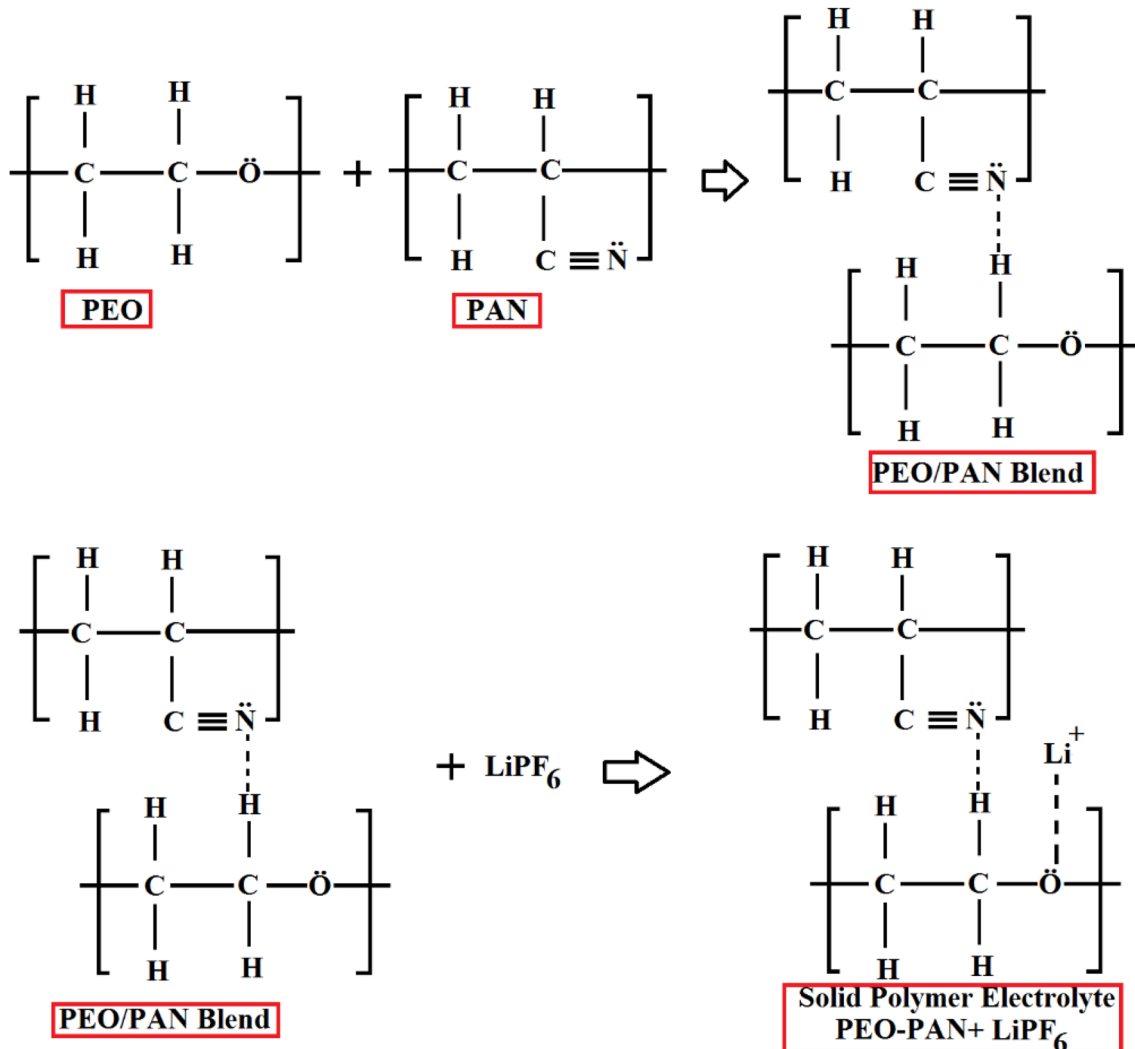 H H
C C Ö
H H
PEO
+
H H
C C
H C ≡ N̈
PAN
H H
C C
H C ≡ N̈
H H
C C Ö
H H
PEO/PAN Blend
H H
C C
H C ≡ N̈
H H
C C Ö
H H
PEO/PAN Blend
+ LiPF6
H H
C C
H C ≡ N̈
Li+
H H
C C Ö
H H
Solid Polymer Electrolyte
PEO-PAN+ LiPF6